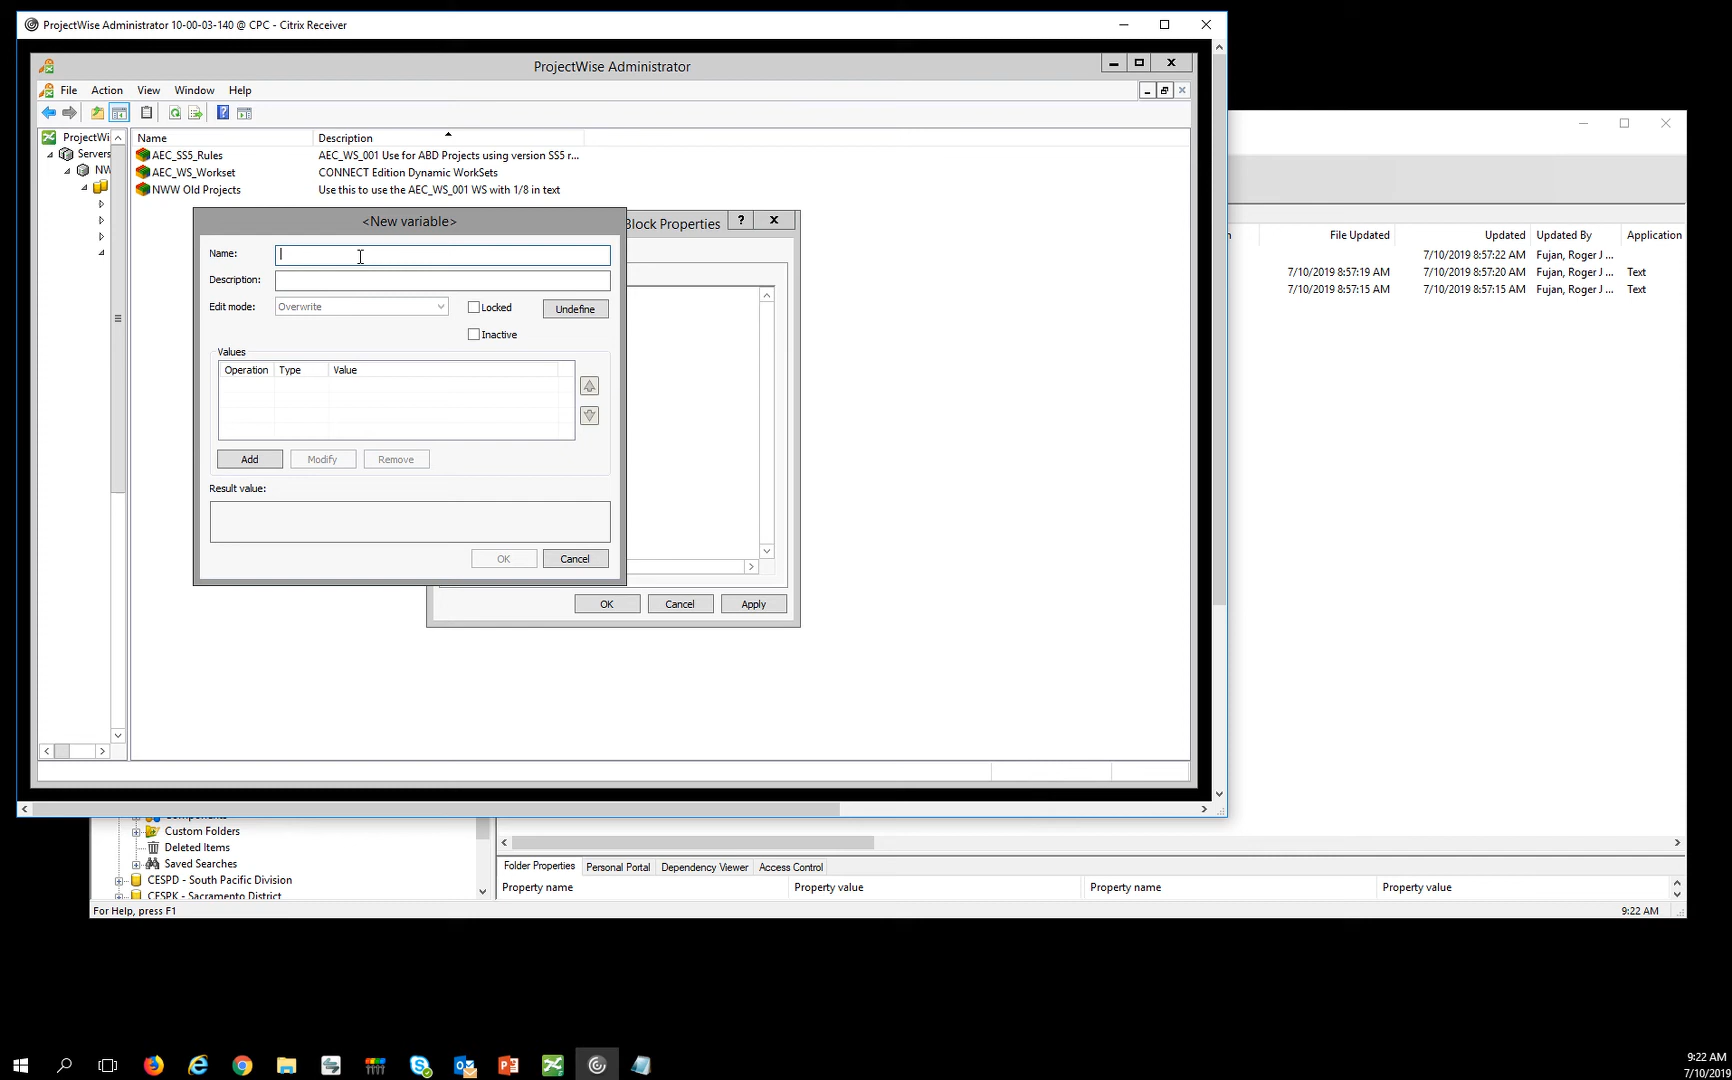 ProjectWise Administrator 10-00-03-140 @ CPC - Citrix Receiver
ProjectWise Administrator
File Action View Window Help
ProjectWi
Servers
NW
Name Description
AEC_SS5_Rules AEC_WS_001 Use for ABD Projects using version SS5 r...
AEC_WS_Workset CONNECT Edition Dynamic WorkSets
NWW Old Projects Use this to use the AEC_WS_001 WS with 1/8 in text
<New variable>
Block Properties ?
Name:
Description:
Edit mode: Overwrite Locked Undefine
Inactive
Values
Operation Type Value
Add Modify Remove
Result value:
OK Cancel
OK Cancel Apply
n File Updated Updated Updated By Application
7/10/2019 8:57:22 AM Fujan, Roger J ...
7/10/2019 8:57:19 AM 7/10/2019 8:57:20 AM Fujan, Roger J ... Text
7/10/2019 8:57:15 AM 7/10/2019 8:57:15 AM Fujan, Roger J ... Text
Components
Custom Folders
Deleted Items
Saved Searches
CESPD - South Pacific Division
CESPK - Sacramento District
Folder Properties Personal Portal Dependency Viewer Access Control
Property name Property value Property name Property value
For Help, press F1 9:22 AM
9:22 AM
7/10/2019